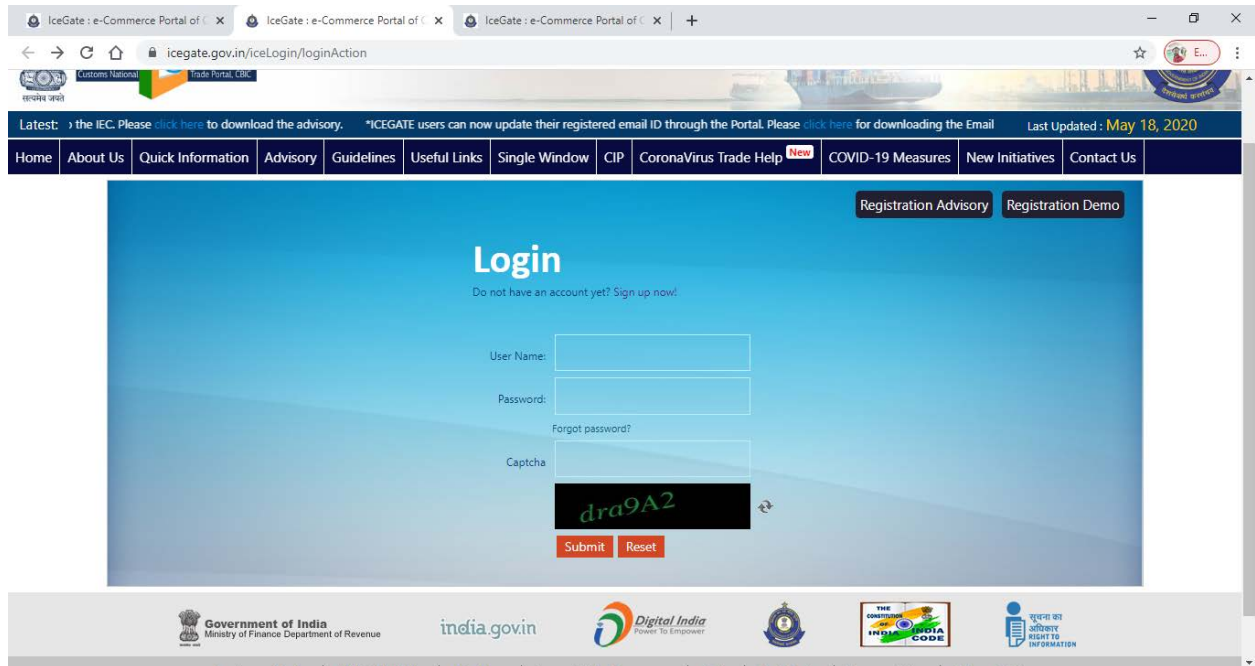 IceGate : e-Commerce Portal of C
IceGate : e-Commerce Portal of C
IceGate : e-Commerce Portal of C
icegate.gov.in/iceLogin/loginAction
E...
सत्यमेव जयते
Customs National
Trade Portal, CBIC
Latest:
the IEC. Please click here to download the advisory. *ICEGATE users can now update their registered email ID through the Portal. Please click here for downloading the Email
Last Updated : May 18, 2020
Home About Us Quick Information Advisory Guidelines Useful Links Single Window CIP CoronaVirus Trade Help New COVID-19 Measures New Initiatives Contact Us
Registration Advisory Registration Demo
Login
Do not have an account yet? Sign up now!
User Name:
Password:
Forgot password?
Captcha
dra9A2
Submit Reset
Government of India
Ministry of Finance Department of Revenue
india.gov.in
Digital India
Power To Empower
THE
CONSTITUTION
OF
INDIA
INDIA
CODE
सूचना का
अधिकार
RIGHT TO
INFORMATION